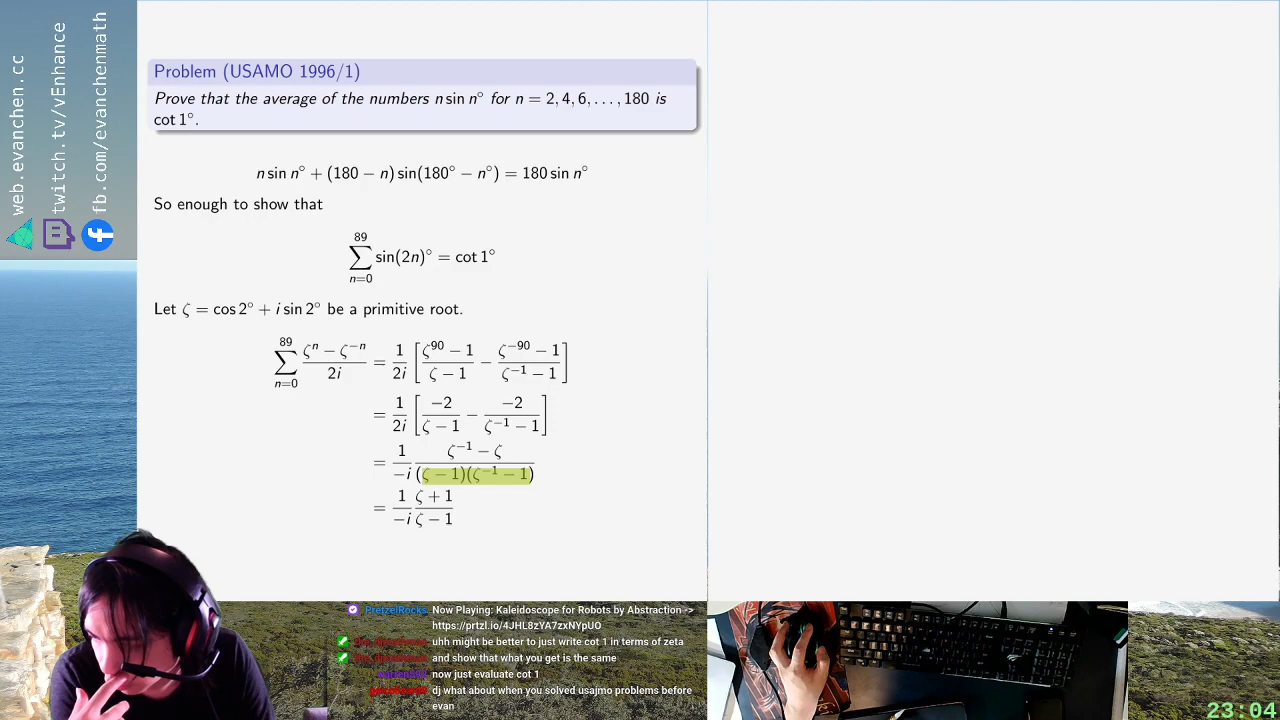 web.evanchen.cc
twitch.tv/vEnhance
fb.com/evanchenmath
Problem (USAMO 1996/1)
Prove that the average of the numbers n sin n° for n = 2, 4, 6, . . . , 180 is
cot 1°.
n sin n° + (180 − n) sin(180° − n°) = 180 sin n°
So enough to show that
∑_{n=0}^{89} sin(2n)° = cot 1°
Let ζ = cos 2° + i sin 2° be a primitive root.
∑_{n=0}^{89} (ζ^n − ζ^{−n})/(2i) = 1/(2i) [(ζ^{90} − 1)/(ζ − 1) − (ζ^{−90} − 1)/(ζ^{−1} − 1)]
= 1/(2i) [−2/(ζ − 1) − −2/(ζ^{−1} − 1)]
= 1/(−i) (ζ^{−1} − ζ)/((ζ − 1)(ζ^{−1} − 1))
= 1/(−i) (ζ + 1)/(ζ − 1)
PretzelRocks: Now Playing: Kaleidoscope for Robots by Abstraction ->
https://prtzl.io/4JHL8zYA7zxNYpUO
uhh might be better to just write cot 1 in terms of zeta
and show that what you get is the same
now just evaluate cot 1
dj what about when you solved usajmo problems before
evan
23:04